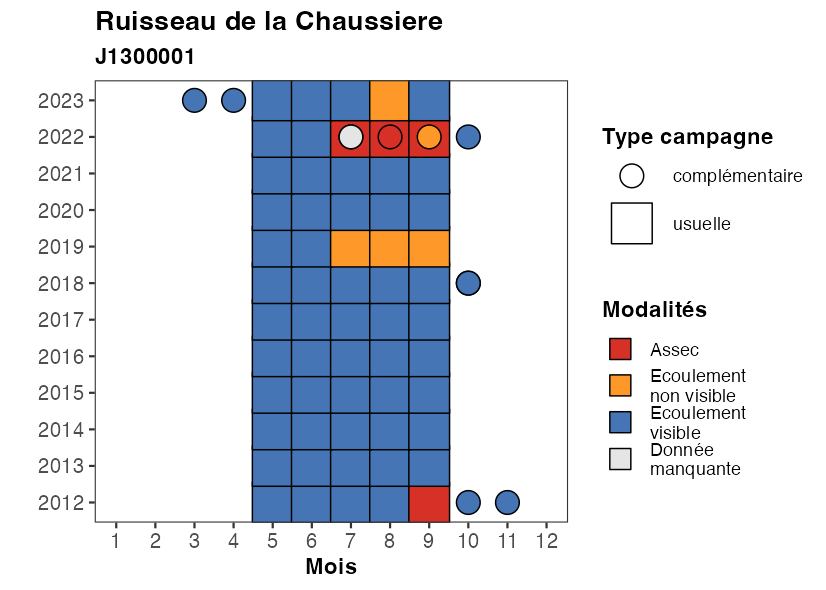 Ruisseau de la Chaussiere
J1300001
2023
2022
2021
2020
2019
2018
2017
2016
2015
2014
2013
2012
1 2 3 4 5 6 7 8 9 10 11 12
Mois
Type campagne
complémentaire
usuelle
Modalités
Assec
Ecoulement
non visible
Ecoulement
visible
Donnée
manquante